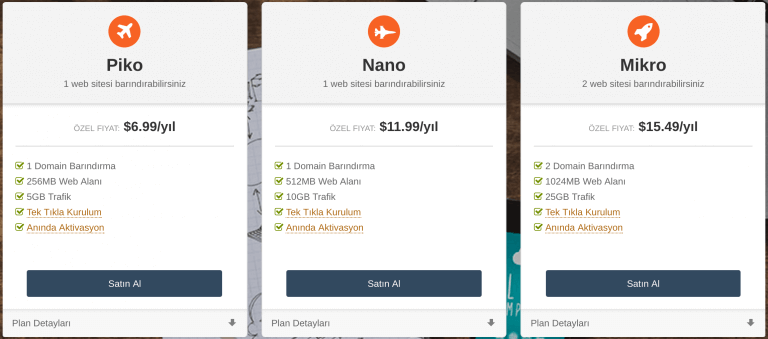 Piko
1 web sitesi barındırabilirsiniz
ÖZEL FIYAT: $6.99/yıl
1 Domain Barındırma
256MB Web Alanı
5GB Trafik
Tek Tıkla Kurulum
Anında Aktivasyon
Satın Al
Plan Detayları
Nano
1 web sitesi barındırabilirsiniz
ÖZEL FIYAT: $11.99/yıl
1 Domain Barındırma
512MB Web Alanı
10GB Trafik
Tek Tıkla Kurulum
Anında Aktivasyon
Satın Al
Plan Detayları
Mikro
2 web sitesi barındırabilirsiniz
ÖZEL FIYAT: $15.49/yıl
2 Domain Barındırma
1024MB Web Alanı
25GB Trafik
Tek Tıkla Kurulum
Anında Aktivasyon
Satın Al
Plan Detayları